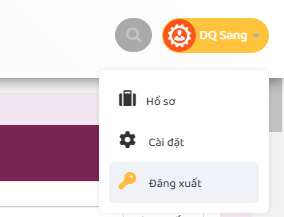 DQ Sang
Hồ sơ
Cài đặt
Đăng xuất